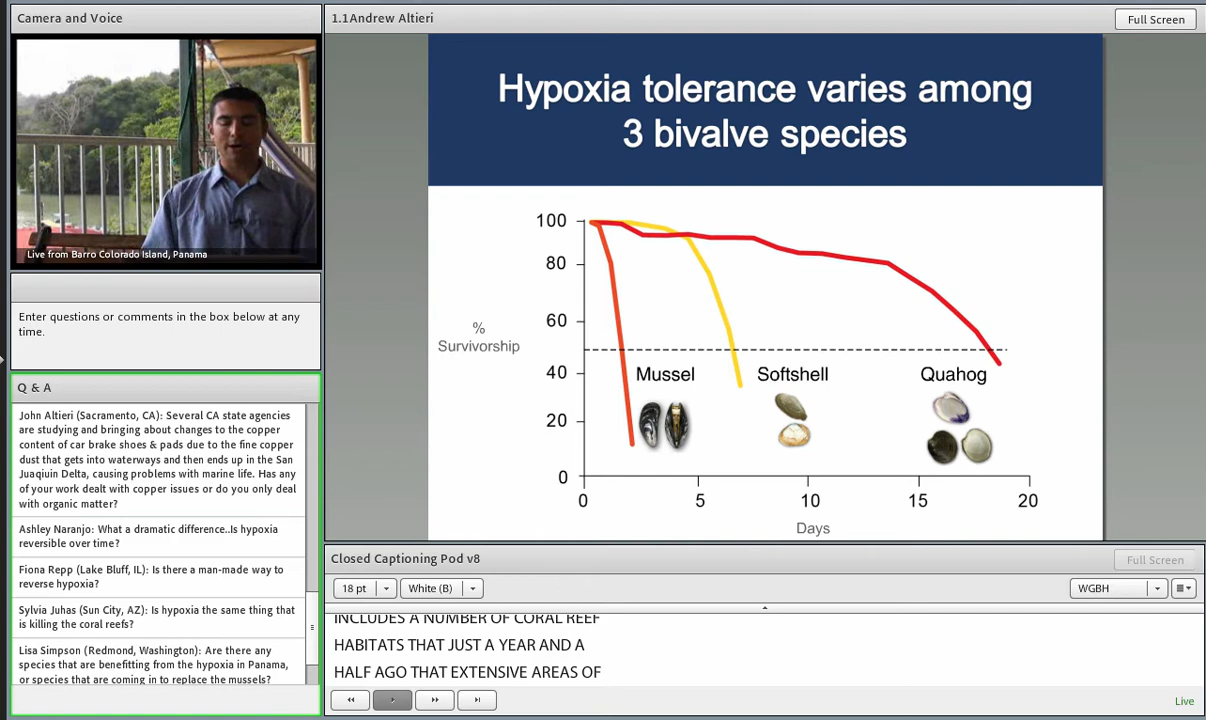 Camera and Voice
Live from Barro Colorado Island, Panama
Enter questions or comments in the box below at any
time.
Q & A
John Altieri (Sacramento, CA): Several CA state agencies
are studying and bringing about changes to the copper
content of car brake shoes & pads due to the fine copper
dust that gets into waterways and then ends up in the San
Juaqiuin Delta, causing problems with marine life. Has any
of your work dealt with copper issues or do you only deal
with organic matter?
Ashley Naranjo: What a dramatic difference..Is hypoxia
reversible over time?
Fiona Repp (Lake Bluff, IL): Is there a man-made way to
reverse hypoxia?
Sylvia Juhas (Sun City, AZ): Is hypoxia the same thing that
is killing the coral reefs?
Lisa Simpson (Redmond, Washington): Are there any
species that are benefitting from the hypoxia in Panama,
or species that are coming in to replace the mussels?
1.1Andrew Altieri
Full Screen
Hypoxia tolerance varies among
3 bivalve species
100
80
60
40
20
0
%
Survivorship
Mussel Softshell Quahog
0 5 10 15 20
Days
Closed Captioning Pod v8
Full Screen
18 pt White (B) WGBH
INCLUDES A NUMBER OF CORAL REEF
HABITATS THAT JUST A YEAR AND A
HALF AGO THAT EXTENSIVE AREAS OF
Live